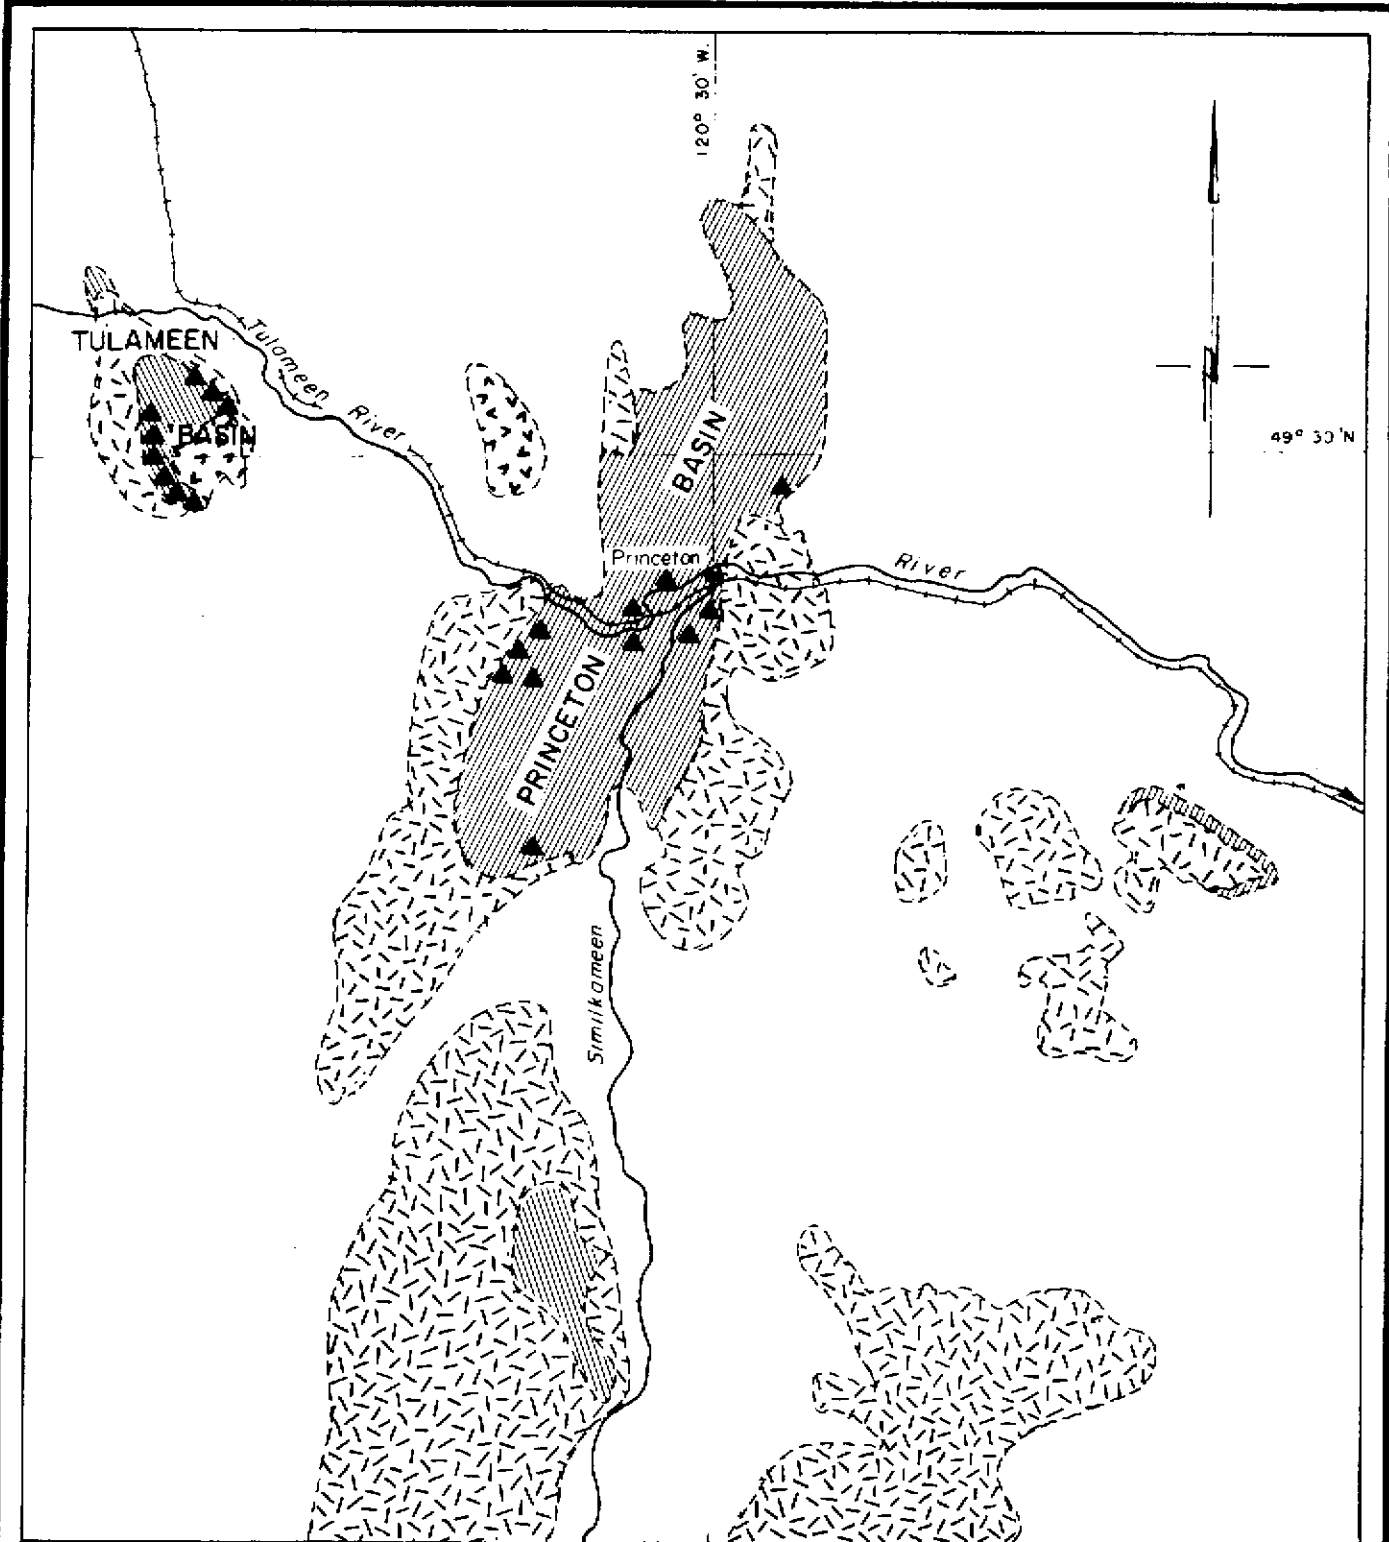 120° 30' W.
TULAMEEN
BASIN
Tulameen River
49° 30'N
BASIN
Princeton
River
PRINCETON
Similkameen